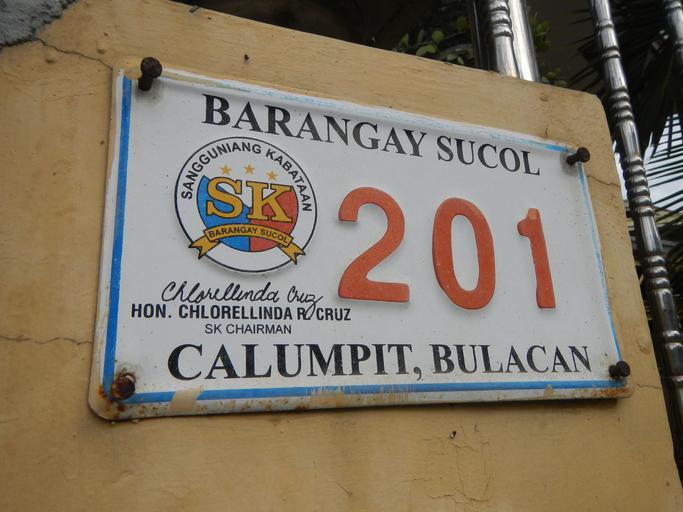 BARANGAY SUCOL
SANGGUNIANG KABATAAN
SK
BARANGAY SUCOL
201
Chlorellinda Cruz
HON. CHLORELLINDA R. CRUZ
SK CHAIRMAN
CALUMPIT, BULACAN